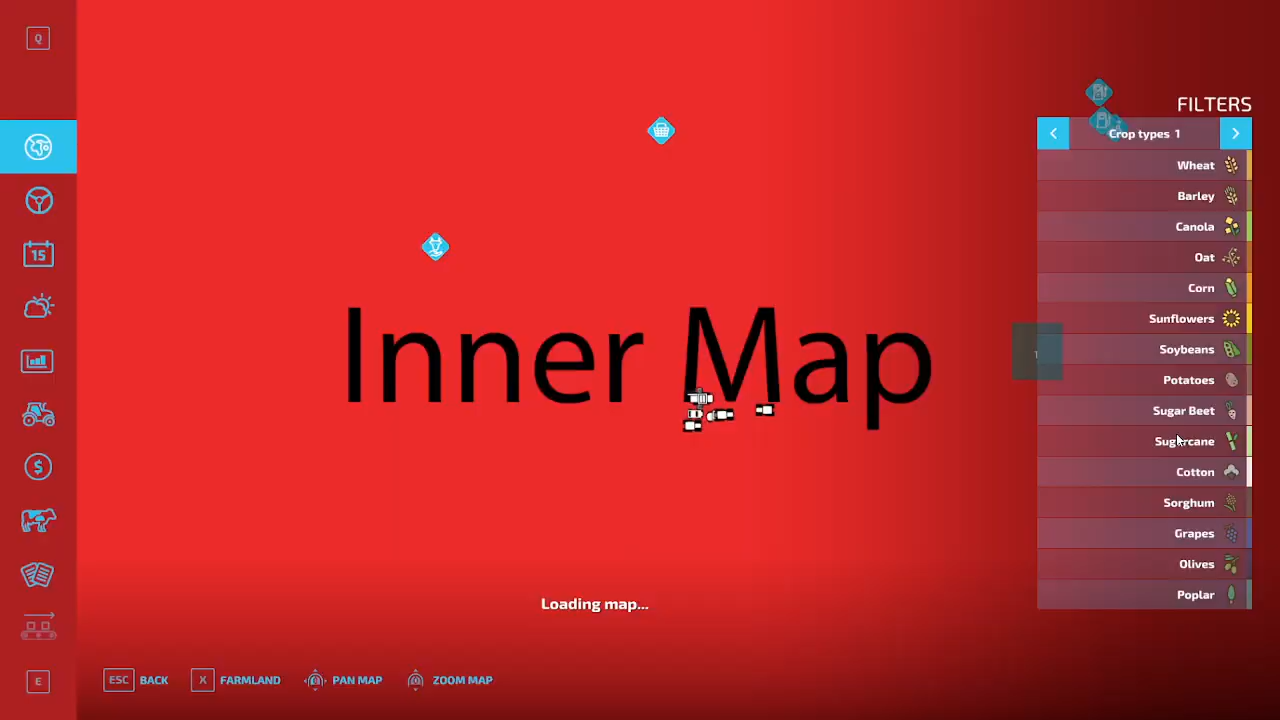 Q
FILTERS
Crop types 1
Wheat
Barley
Canola
Oat
15
Corn
Sunflowers
Inner Map
Soybeans
1
Potatoes
Sugar Beet
Sugarcane
Cotton
$
Sorghum
Grapes
Olives
Poplar
Loading map...
E
ESC BACK X FARMLAND PAN MAP ZOOM MAP